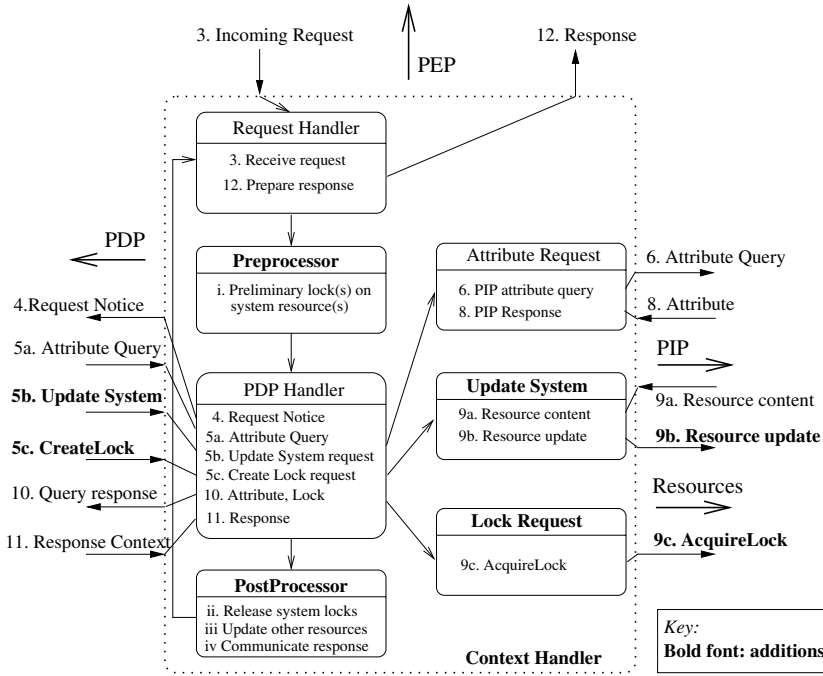 3. Incoming Request
PEP
12. Response
Request Handler
3. Receive request
12. Prepare response
PDP
Preprocessor
i. Preliminary lock(s) on
system resource(s)
Attribute Request
6. PIP attribute query
8. PIP Response
6. Attribute Query
8. Attribute
4.Request Notice
5a. Attribute Query
5b. Update System
5c. CreateLock
10. Query response
11. Response Context
PDP Handler
4. Request Notice
5a. Attribute Query
5b. Update System request
5c. Create Lock request
10. Attribute, Lock
11. Response
Update System
9a. Resource content
9b. Resource update
PIP
9a. Resource content
9b. Resource update
Resources
Lock Request
9c. AcquireLock
9c. AcquireLock
PostProcessor
ii. Release system locks
iii Update other resources
iv Communicate response
Context Handler
Key:
Bold font: additions